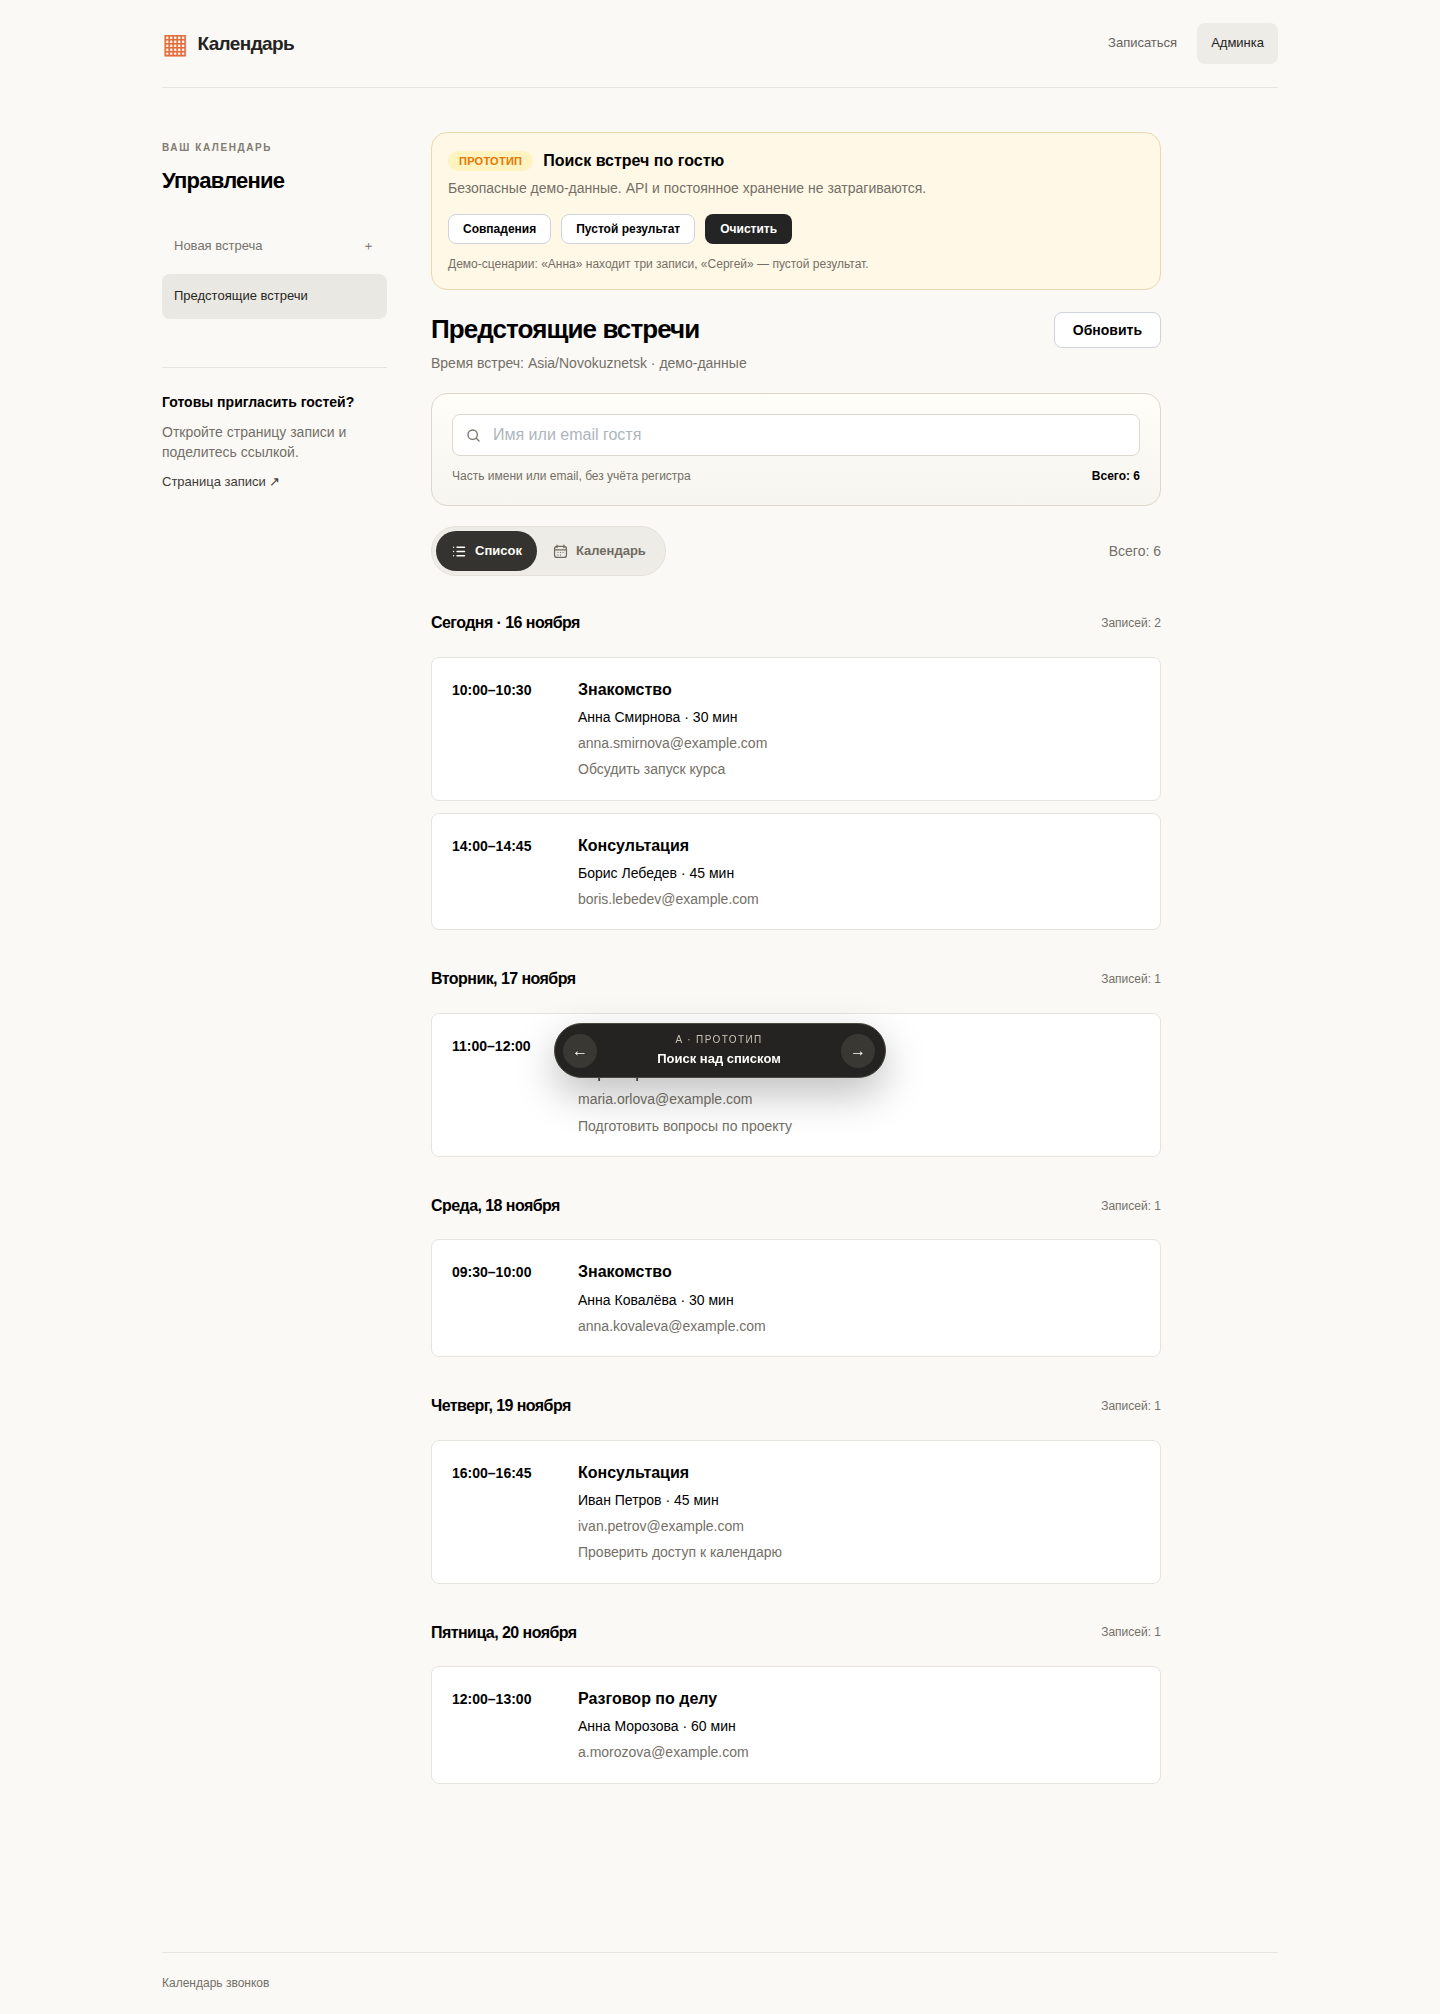 Календарь
Записаться
Админка
ВАШ КАЛЕНДАРЬ
Управление
Новая встреча +
Предстоящие встречи
Готовы пригласить гостей?
Откройте страницу записи и
поделитесь ссылкой.
Страница записи ↗
ПРОТОТИП Поиск встреч по гостю
Безопасные демо-данные. API и постоянное хранение не затрагиваются.
Совпадения Пустой результат Очистить
Демо-сценарии: «Анна» находит три записи, «Сергей» — пустой результат.
Предстоящие встречи
Обновить
Время встреч: Asia/Novokuznetsk · демо-данные
Имя или email гостя
Часть имени или email, без учёта регистра
Всего: 6
Список Календарь
Всего: 6
Сегодня · 16 ноября
Записей: 2
10:00–10:30
Знакомство
Анна Смирнова · 30 мин
anna.smirnova@example.com
Обсудить запуск курса
14:00–14:45
Консультация
Борис Лебедев · 45 мин
boris.lebedev@example.com
Вторник, 17 ноября
Записей: 1
11:00–12:00
←
А · ПРОТОТИП
Поиск над списком
→
maria.orlova@example.com
Подготовить вопросы по проекту
Среда, 18 ноября
Записей: 1
09:30–10:00
Знакомство
Анна Ковалёва · 30 мин
anna.kovaleva@example.com
Четверг, 19 ноября
Записей: 1
16:00–16:45
Консультация
Иван Петров · 45 мин
ivan.petrov@example.com
Проверить доступ к календарю
Пятница, 20 ноября
Записей: 1
12:00–13:00
Разговор по делу
Анна Морозова · 60 мин
a.morozova@example.com
Календарь звонков